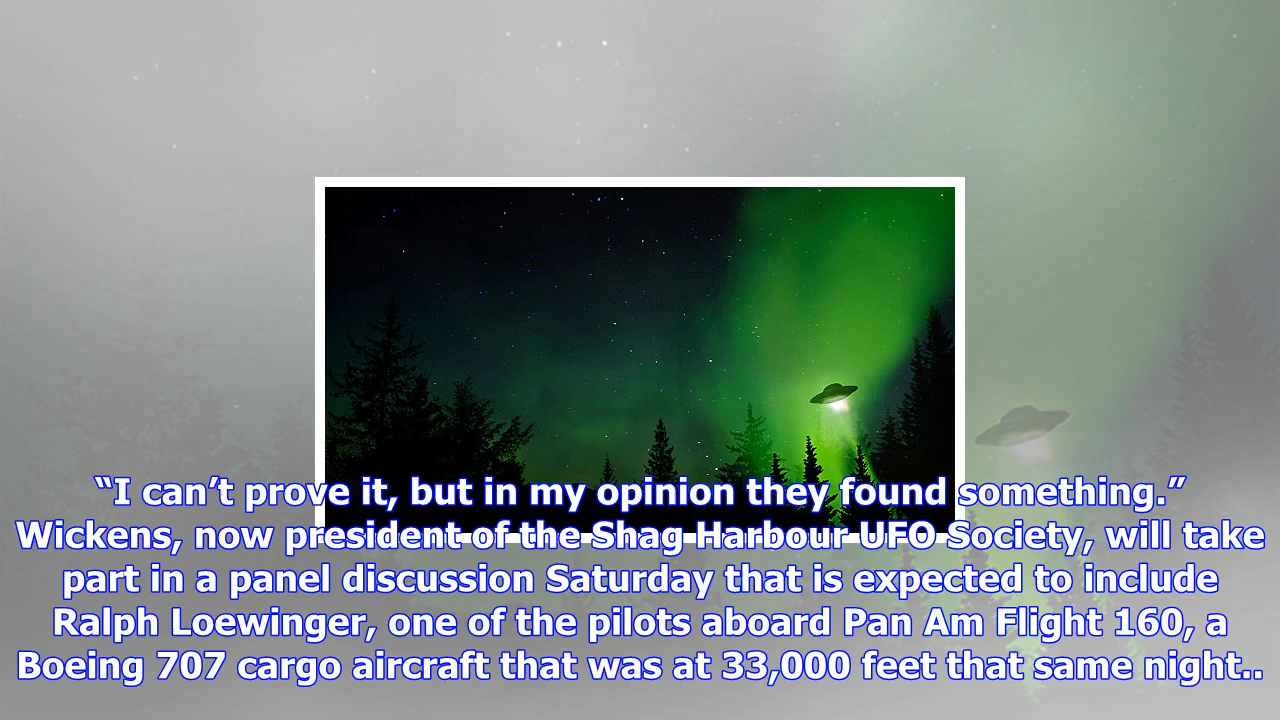 “I can’t prove it, but in my opinion they found something.”
Wickens, now president of the Shag Harbour UFO Society, will take
part in a panel discussion Saturday that is expected to include
Ralph Loewinger, one of the pilots aboard Pan Am Flight 160, a
Boeing 707 cargo aircraft that was at 33,000 feet that same night..